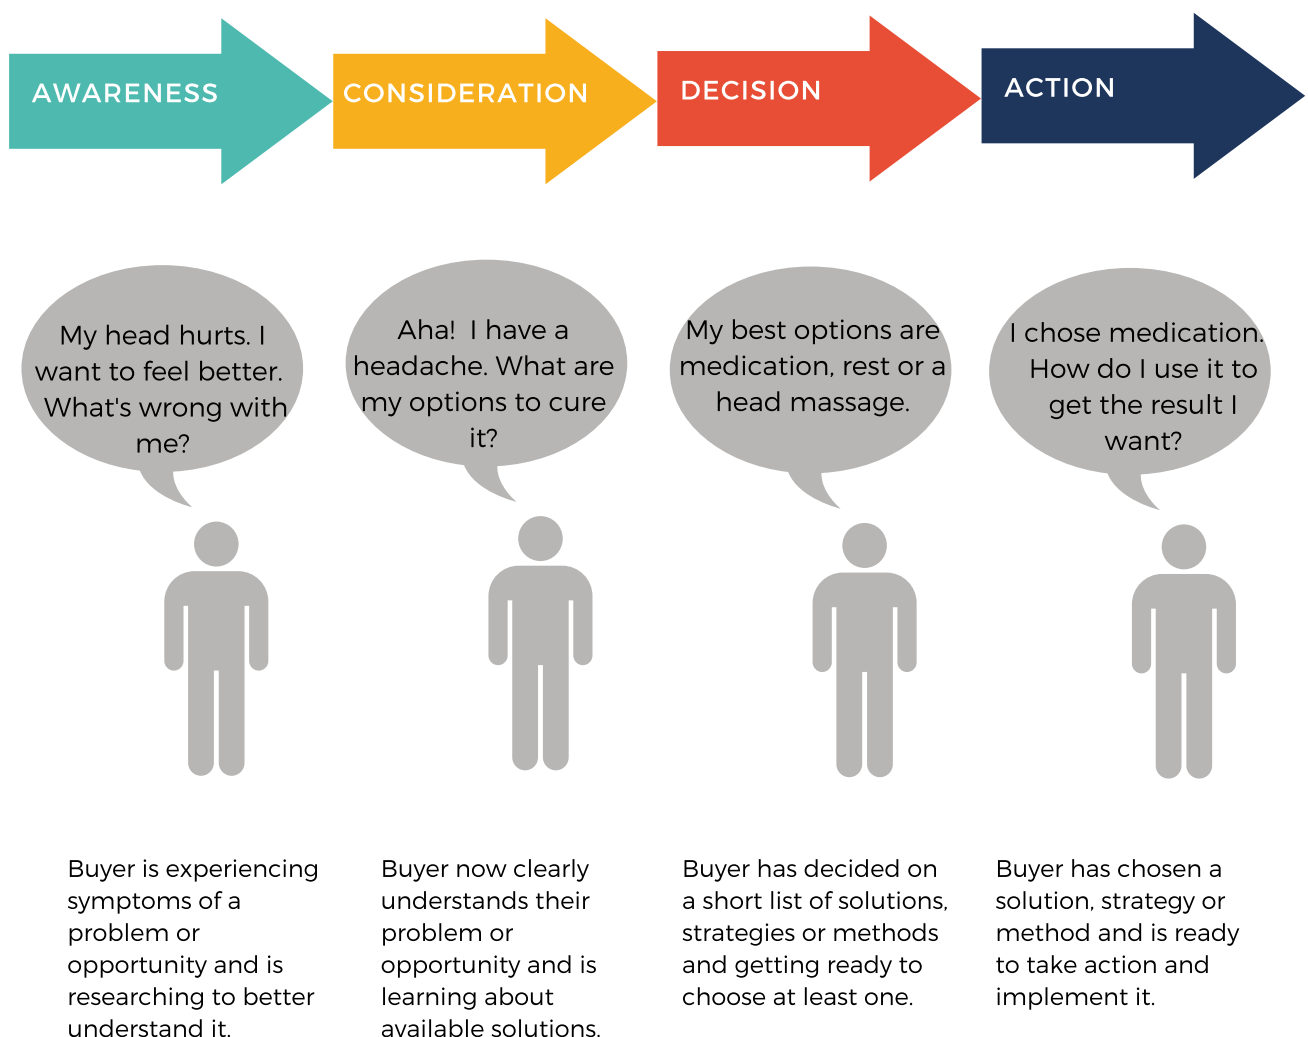 AWARENESS
CONSIDERATION
DECISION
ACTION
My head hurts. I
want to feel better.
What's wrong with
me?
Aha!  I have a
headache. What are
my options to cure
it?
My best options are
medication, rest or a
head massage.
I chose medication.
How do I use it to
get the result I
want?
Buyer is experiencing
symptoms of a
problem or
opportunity and is
researching to better
understand it.
Buyer now clearly
understands their
problem or
opportunity and is
learning about
available solutions.
Buyer has decided on
a short list of solutions,
strategies or methods
and getting ready to
choose at least one.
Buyer has chosen a
solution, strategy or
method and is ready
to take action and
implement it.